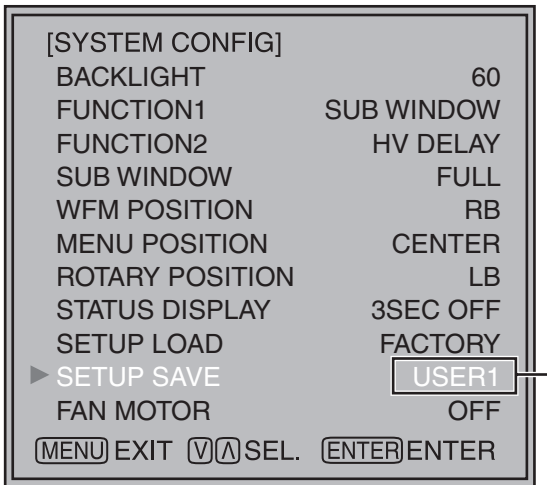 [SYSTEM CONFIG]
BACKLIGHT 60
FUNCTION1 SUB WINDOW
FUNCTION2 HV DELAY
SUB WINDOW FULL
WFM POSITION RB
MENU POSITION CENTER
ROTARY POSITION LB
STATUS DISPLAY 3SEC OFF
SETUP LOAD FACTORY
SETUP SAVE USER1
FAN MOTOR OFF
MENU EXIT V Λ SEL. ENTER ENTER